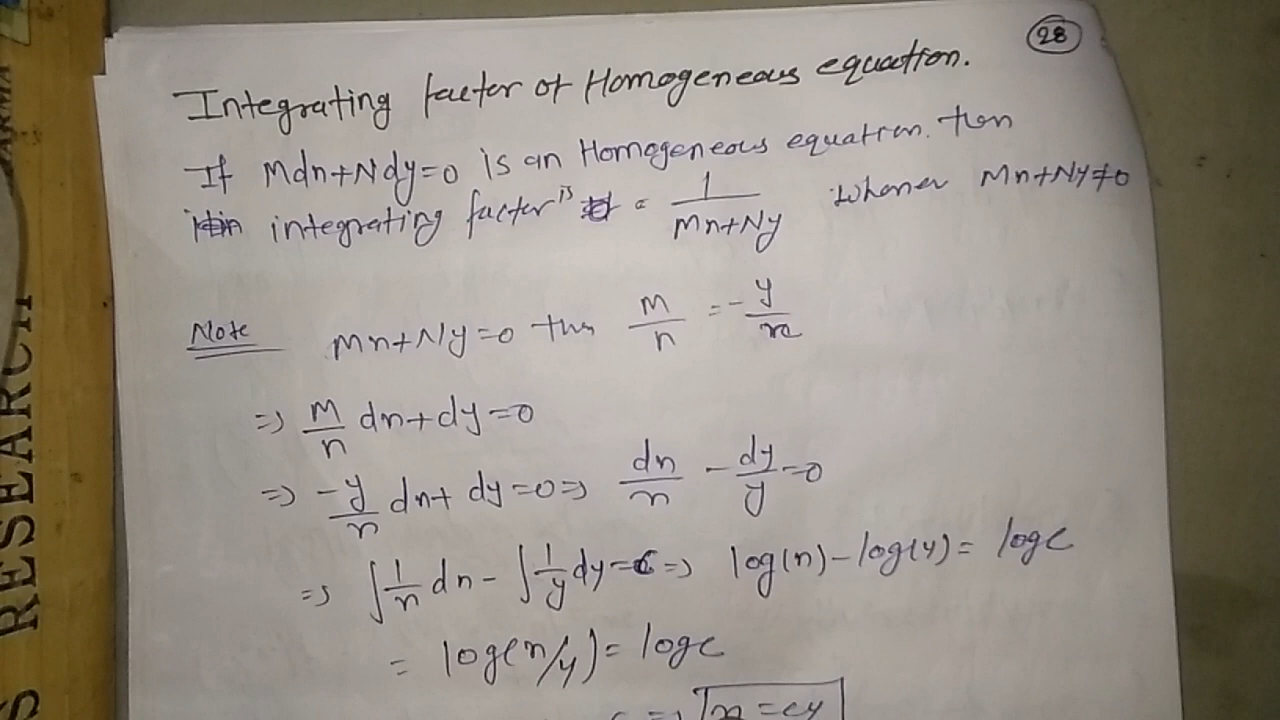 28
Integrating factor of Homogeneous equation.
If Mdx+Ndy=0 is an Homogeneous equation. then
integrating factor is = 1/(Mx+Ny) whenever Mx+Ny≠0
Note Mx+Ny=0 then M/n = -y/x
=> M/n dx+dy=0
=> -y/x dx+ dy=0=> dx/x - dy/y=0
=> ∫1/x dx - ∫1/y dy=c=> log(x)-log(y)= logc
= log(x/y)= logc
=> x=cy
RESEARCH